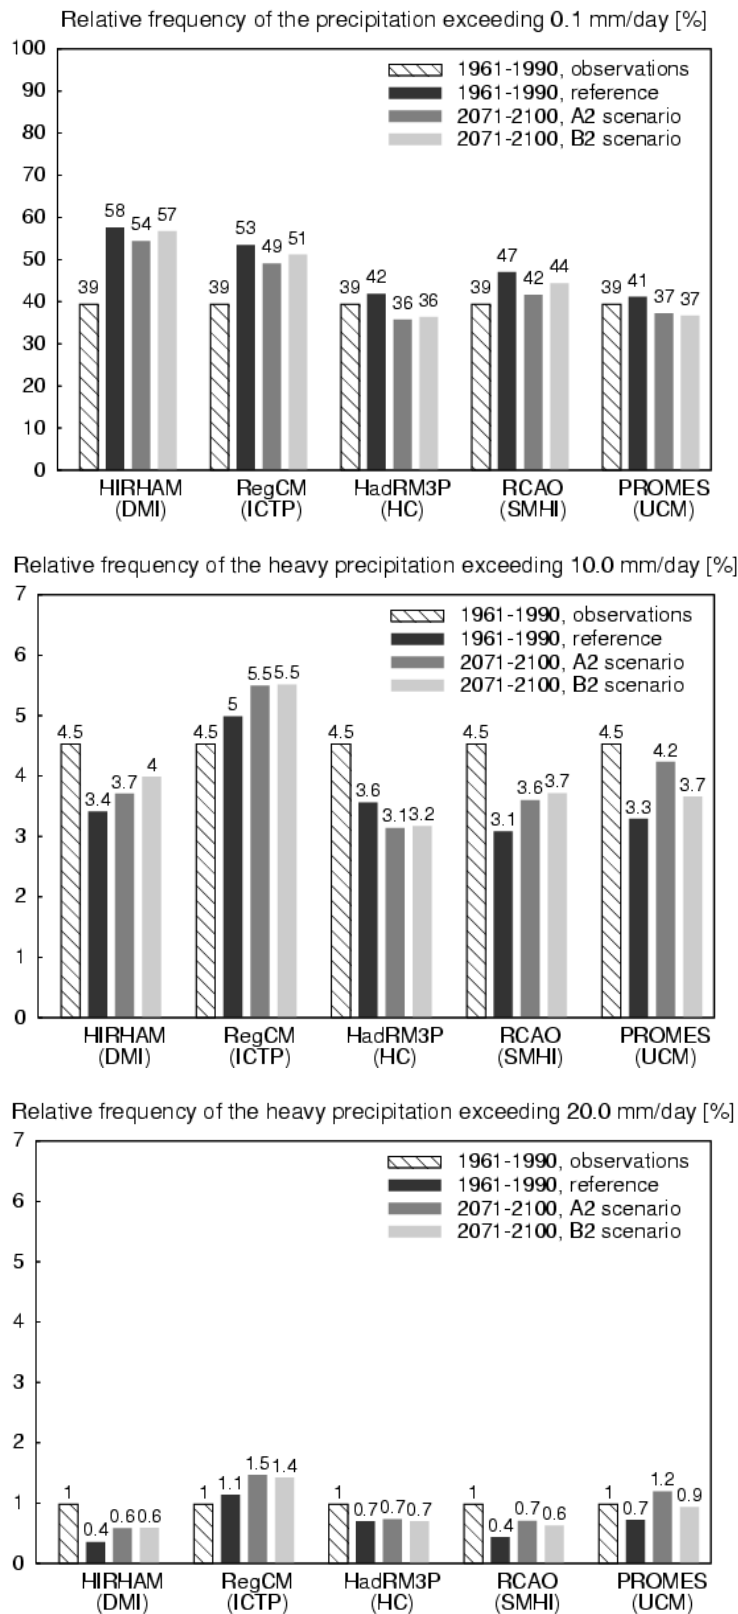 Relative frequency of the precipitation exceeding 0.1 mm/day [%]
100
90
80
70
60
50
40
30
20
10
0
1961-1990, observations
1961-1990, reference
2071-2100, A2 scenario
2071-2100, B2 scenario
39 58 54 57 39 53 49 51 39 42 36 36 39 47 42 44 39 41 37 37
HIRHAM RegCM HadRM3P RCAO PROMES
(DMI) (ICTP) (HC) (SMHI) (UCM)
Relative frequency of the heavy precipitation exceeding 10.0 mm/day [%]
7
6
5
4
3
2
1
0
1961-1990, observations
1961-1990, reference
2071-2100, A2 scenario
2071-2100, B2 scenario
4.5 3.4 3.7 4 4.5 5 5.5 5.5 4.5 3.6 3.1 3.2 4.5 3.1 3.6 3.7 4.5 3.3 4.2 3.7
HIRHAM RegCM HadRM3P RCAO PROMES
(DMI) (ICTP) (HC) (SMHI) (UCM)
Relative frequency of the heavy precipitation exceeding 20.0 mm/day [%]
7
6
5
4
3
2
1
0
1961-1990, observations
1961-1990, reference
2071-2100, A2 scenario
2071-2100, B2 scenario
1 0.4 0.6 0.6 1 1.1 1.5 1.4 1 0.7 0.7 0.7 1 0.4 0.7 0.6 1 0.7 1.2 0.9
HIRHAM RegCM HadRM3P RCAO PROMES
(DMI) (ICTP) (HC) (SMHI) (UCM)